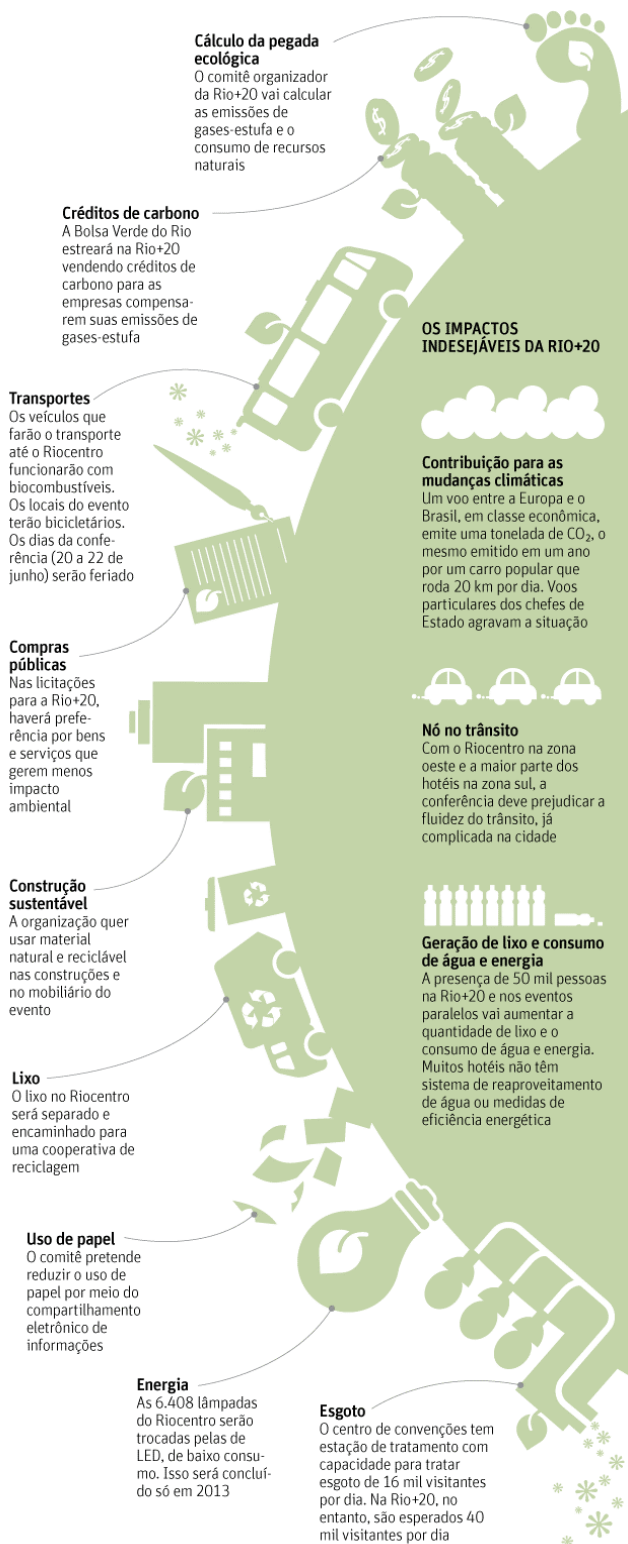 Cálculo da pegada
ecológica
O comitê organizador
da Rio+20 vai calcular
as emissões de
gases-estufa e o
consumo de recursos
naturais
Créditos de carbono
A Bolsa Verde do Rio
estreará na Rio+20
vendendo créditos de
carbono para as
empresas compensa-
rem suas emissões de
gases-estufa
Transportes
Os veículos que
farão o transporte
até o Riocentro
funcionarão com
biocombustíveis.
Os locais do evento
terão bicicletários.
Os dias da confe-
rência (20 a 22 de
junho) serão feriado
Compras
públicas
Nas licitações
para a Rio+20,
haverá prefe-
rência por bens
e serviços que
gerem menos
impacto
ambiental
Construção
sustentável
A organização quer
usar material
natural e reciclável
nas construções e
no mobiliário do
evento
Lixo
O lixo no Riocentro
será separado e
encaminhado para
uma cooperativa de
reciclagem
Uso de papel
O comitê pretende
reduzir o uso de
papel por meio do
compartilhamento
eletrônico de
informações
Energia
As 6.408 lâmpadas
do Riocentro serão
trocadas pelas de
LED, de baixo consu-
mo. Isso será concluí-
do só em 2013
Esgoto
O centro de convenções tem
estação de tratamento com
capacidade para tratar
esgoto de 16 mil visitantes
por dia. Na Rio+20, no
entanto, são esperados 40
mil visitantes por dia
OS IMPACTOS
INDESEJÁVEIS DA RIO+20
Contribuição para as
mudanças climáticas
Um voo entre a Europa e o
Brasil, em classe econômica,
emite uma tonelada de CO₂, o
mesmo emitido em um ano
por um carro popular que
roda 20 km por dia. Voos
particulares dos chefes de
Estado agravam a situação
Nó no trânsito
Com o Riocentro na zona
oeste e a maior parte dos
hotéis na zona sul, a
conferência deve prejudicar a
fluidez do trânsito, já
complicada na cidade
Geração de lixo e consumo
de água e energia
A presença de 50 mil pessoas
na Rio+20 e nos eventos
paralelos vai aumentar a
quantidade de lixo e o
consumo de água e energia.
Muitos hotéis não têm
sistema de reaproveitamento
de água ou medidas de
eficiência energética